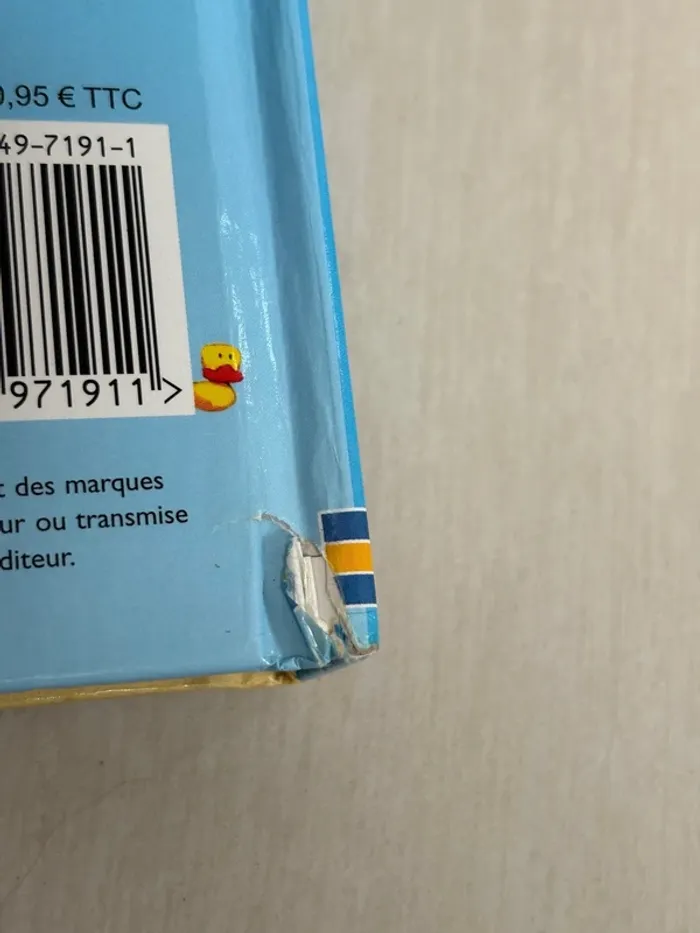 ,95 € TTC
49-7191-1
971911">
des marques
ur ou transmise
diteur.